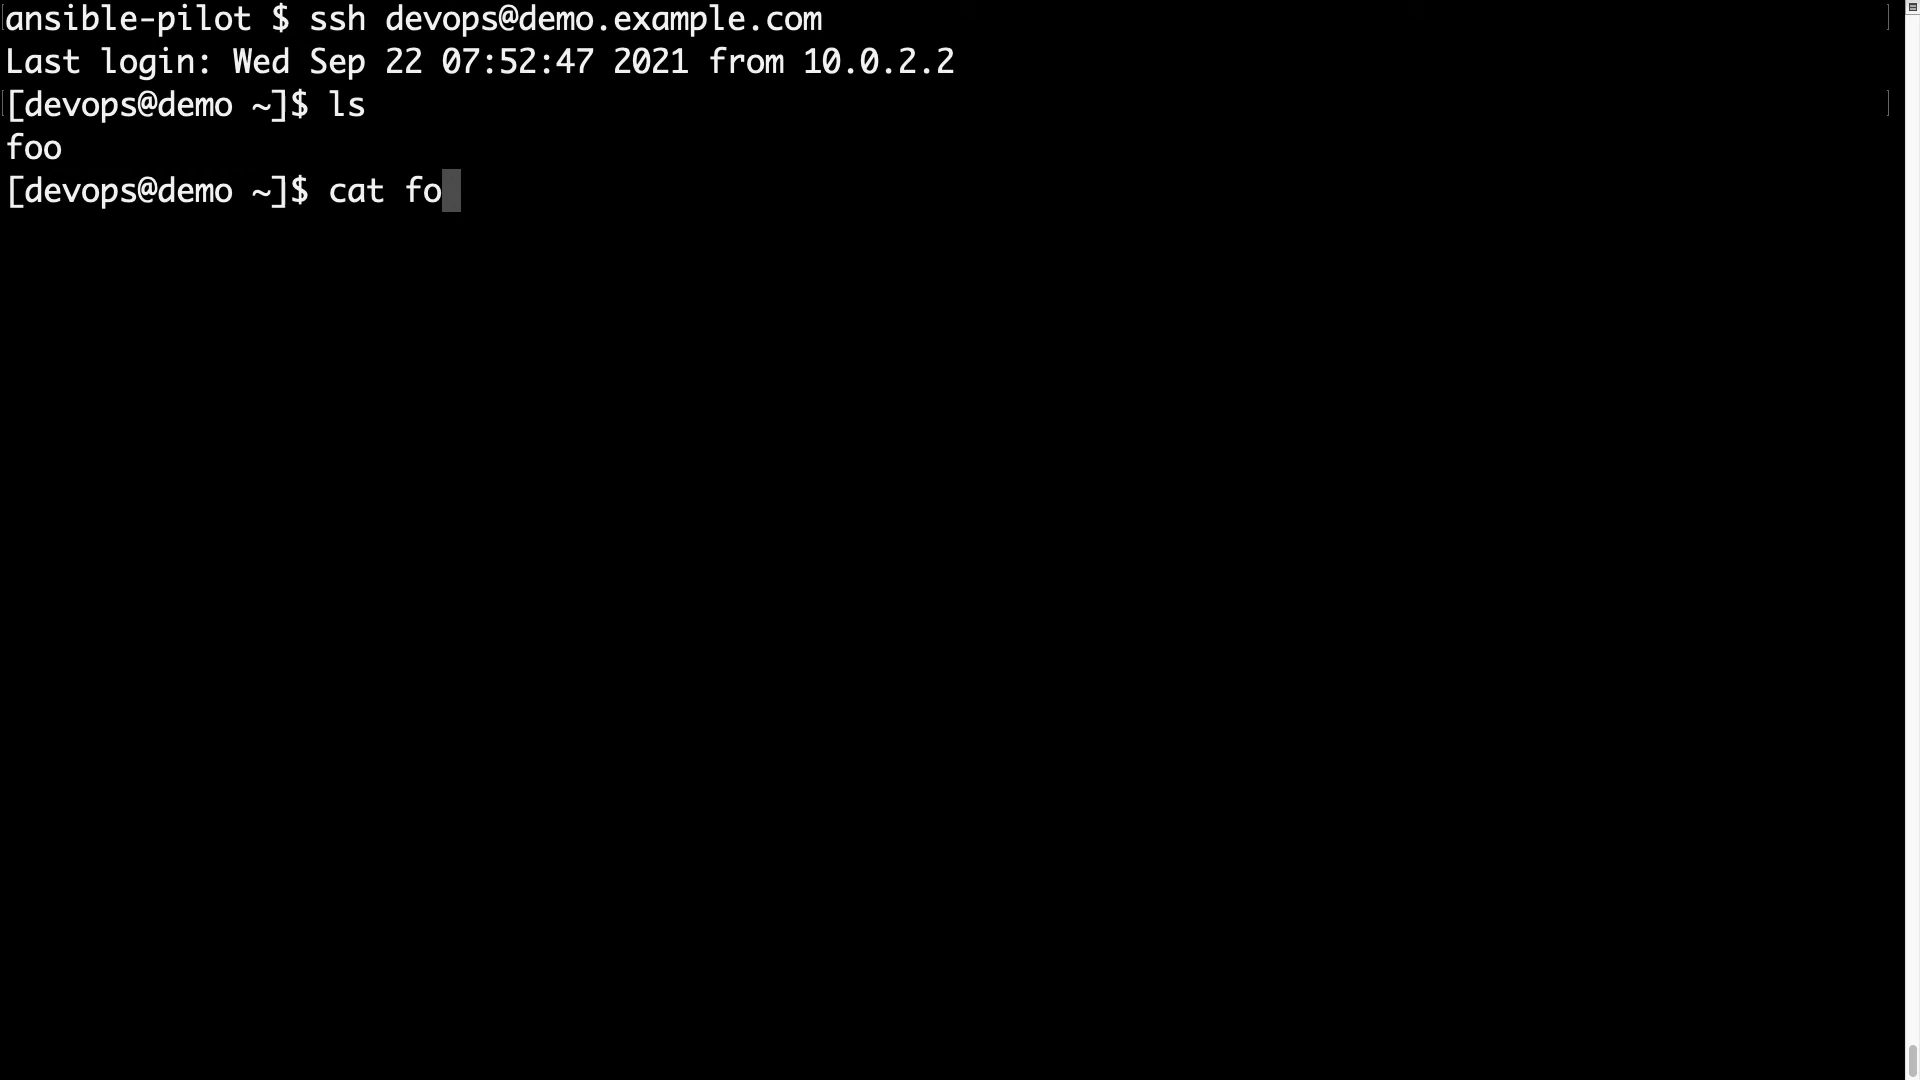 ansible-pilot $ ssh devops@demo.example.com
Last login: Wed Sep 22 07:52:47 2021 from 10.0.2.2
[devops@demo ~]$ ls
foo
[devops@demo ~]$ cat fo